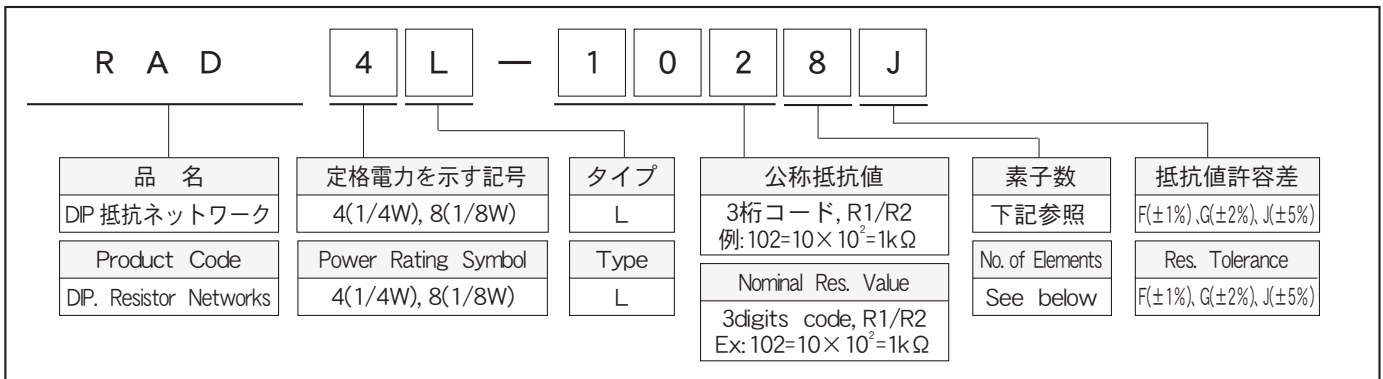 RAD 4L－1028J
品 名
DIP 抵抗ネットワーク
Product Code
DIP. Resistor Networks
定格電力を示す記号
4(1/4W), 8(1/8W)
Power Rating Symbol
4(1/4W), 8(1/8W)
タイプ
L
Type
L
公称抵抗値
3桁コード, R1/R2
例: 102=10×10²=1kΩ
Nominal Res. Value
3digits code, R1/R2
Ex: 102=10×10²=1kΩ
素子数
下記参照
No. of Elements
See below
抵抗値許容差
F(±1%)､G(±2%)､J(±5%)
Res. Tolerance
F(±1%)､G(±2%)､J(±5%)